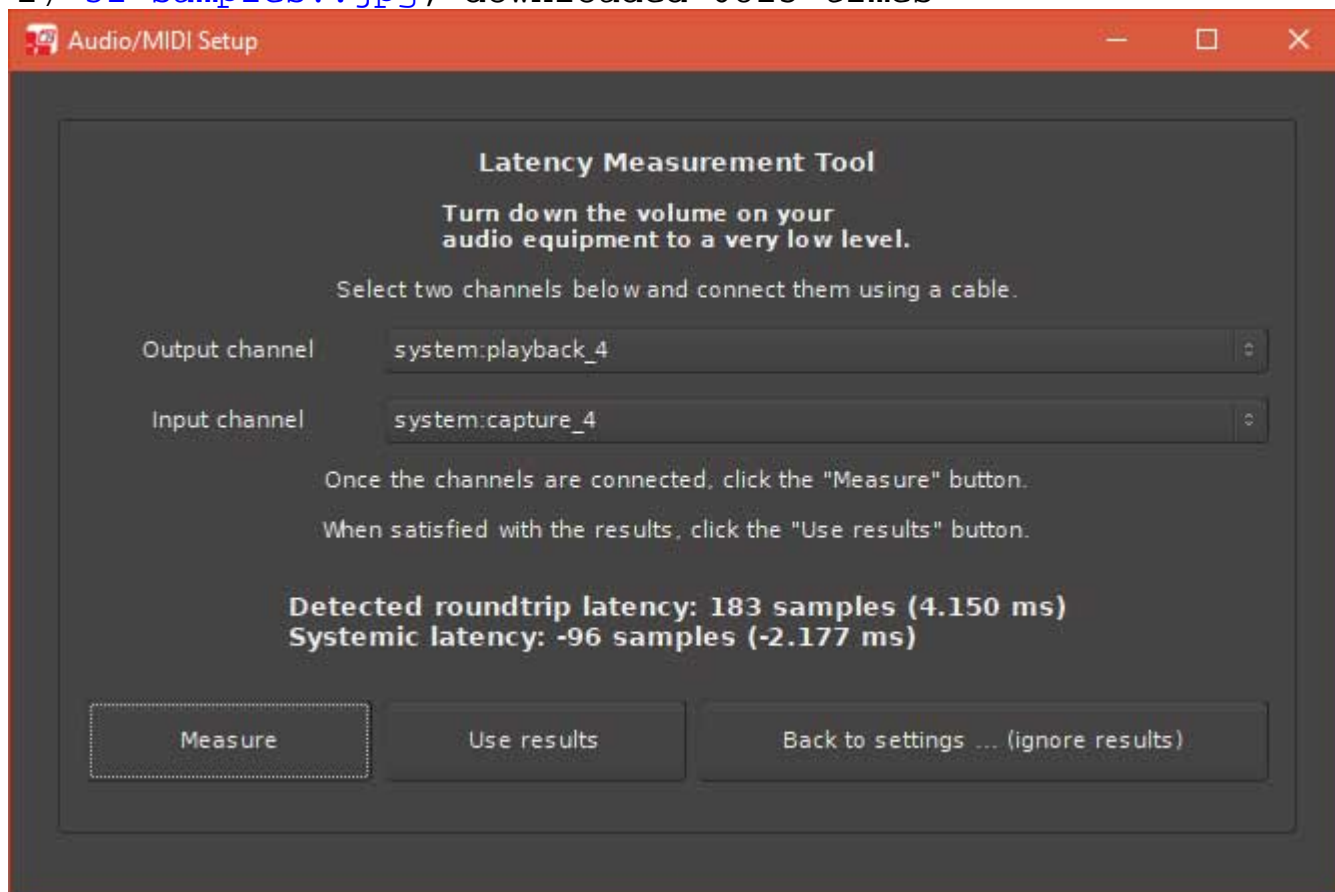 Audio/MIDI Setup
Latency Measurement Tool
Turn down the volume on your
audio equipment to a very low level.
Select two channels below and connect them using a cable.
Output channel
system:playback_4
Input channel
system:capture_4
Once the channels are connected, click the "Measure" button.
When satisfied with the results, click the "Use results" button.
Detected roundtrip latency: 183 samples (4.150 ms)
Systemic latency: -96 samples (-2.177 ms)
Measure
Use results
Back to settings ... (ignore results)